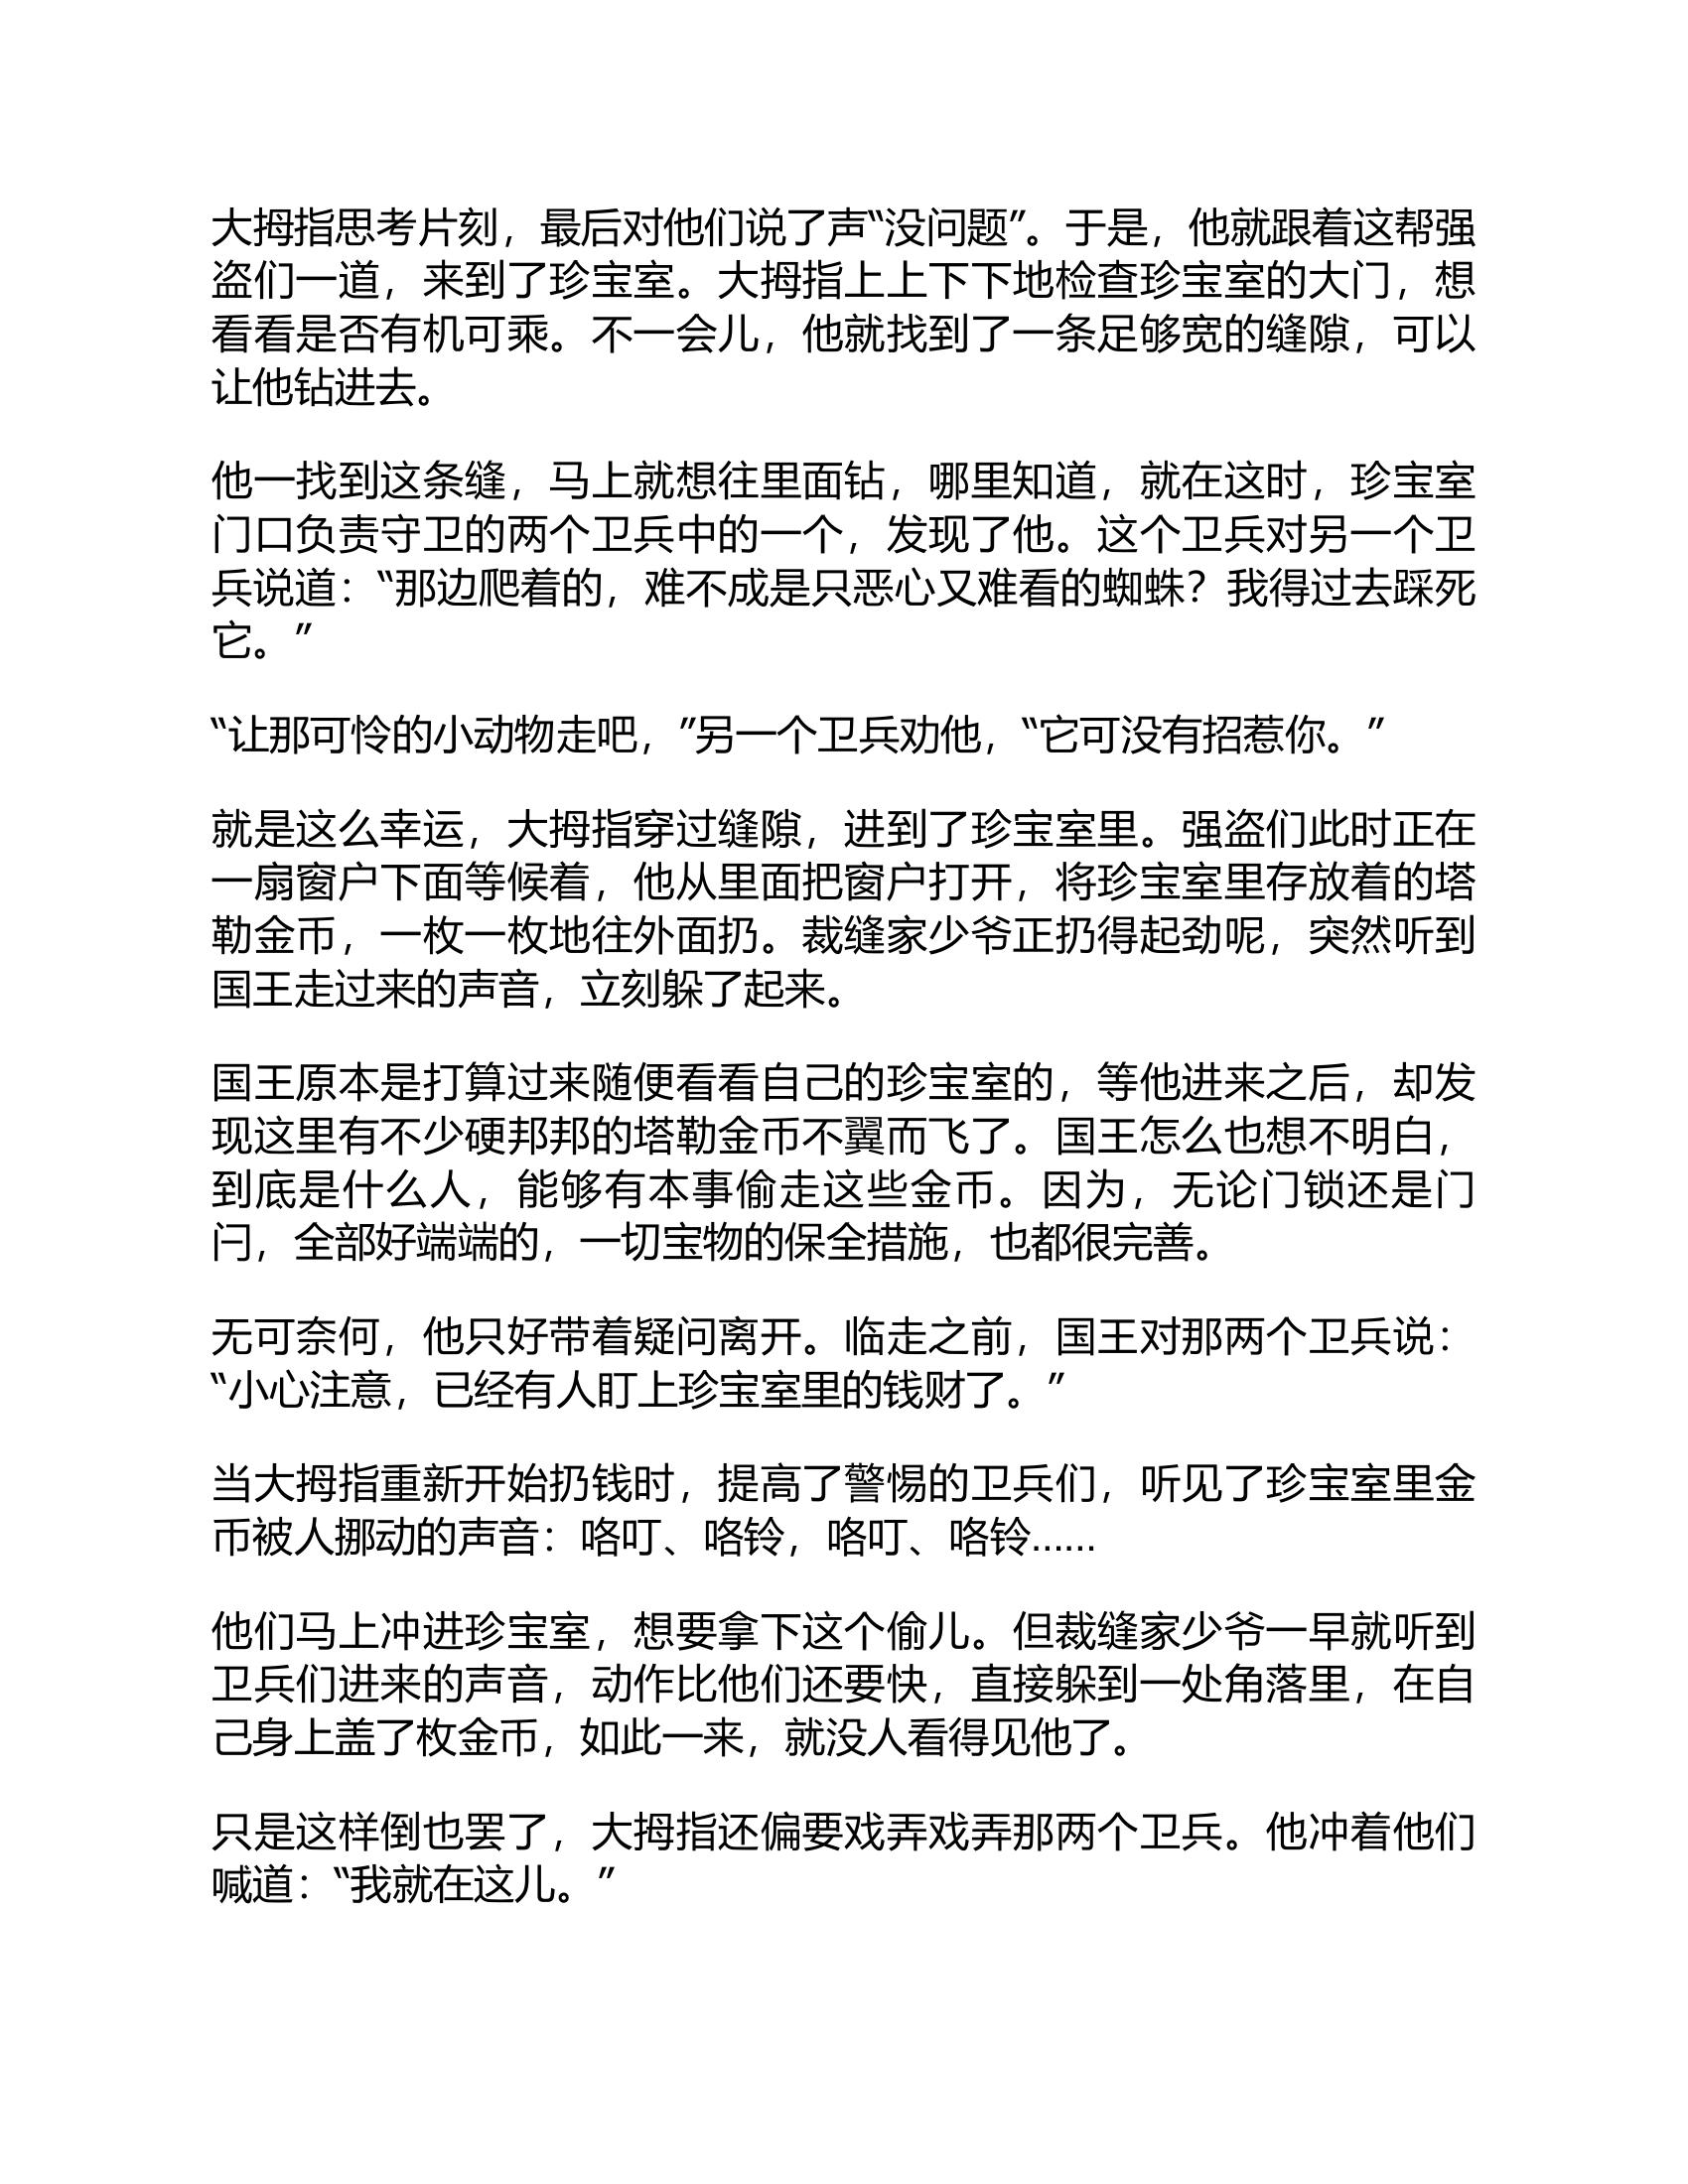 大拇指思考片刻，最后对他们说了声“没问题”。于是，他就跟着这帮强
盗们一道，来到了珍宝室。大拇指上上下下地检查珍宝室的大门，想
看看是否有机可乘。不一会儿，他就找到了一条足够宽的缝隙，可以
让他钻进去。
他一找到这条缝，马上就想往里面钻，哪里知道，就在这时，珍宝室
门口负责守卫的两个卫兵中的一个，发现了他。这个卫兵对另一个卫
兵说道：“那边爬着的，难不成是只恶心又难看的蜘蛛？我得过去踩死
它。”
“让那可怜的小动物走吧，”另一个卫兵劝他，“它可没有招惹你。”
就是这么幸运，大拇指穿过缝隙，进到了珍宝室里。强盗们此时正在
一扇窗户下面等候着，他从里面把窗户打开，将珍宝室里存放着的塔
勒金币，一枚一枚地往外面扔。裁缝家少爷正扔得起劲呢，突然听到
国王走过来的声音，立刻躲了起来。
国王原本是打算过来随便看看自己的珍宝室的，等他进来之后，却发
现这里有不少硬邦邦的塔勒金币不翼而飞了。国王怎么也想不明白，
到底是什么人，能够有本事偷走这些金币。因为，无论门锁还是门
闩，全部好端端的，一切宝物的保全措施，也都很完善。
无可奈何，他只好带着疑问离开。临走之前，国王对那两个卫兵说：
“小心注意，已经有人盯上珍宝室里的钱财了。”
当大拇指重新开始扔钱时，提高了警惕的卫兵们，听见了珍宝室里金
币被人挪动的声音：咯叮、咯铃，咯叮、咯铃……
他们马上冲进珍宝室，想要拿下这个偷儿。但裁缝家少爷一早就听到
卫兵们进来的声音，动作比他们还要快，直接躲到一处角落里，在自
己身上盖了枚金币，如此一来，就没人看得见他了。
只是这样倒也罢了，大拇指还偏要戏弄戏弄那两个卫兵。他冲着他们
喊道：“我就在这儿。”